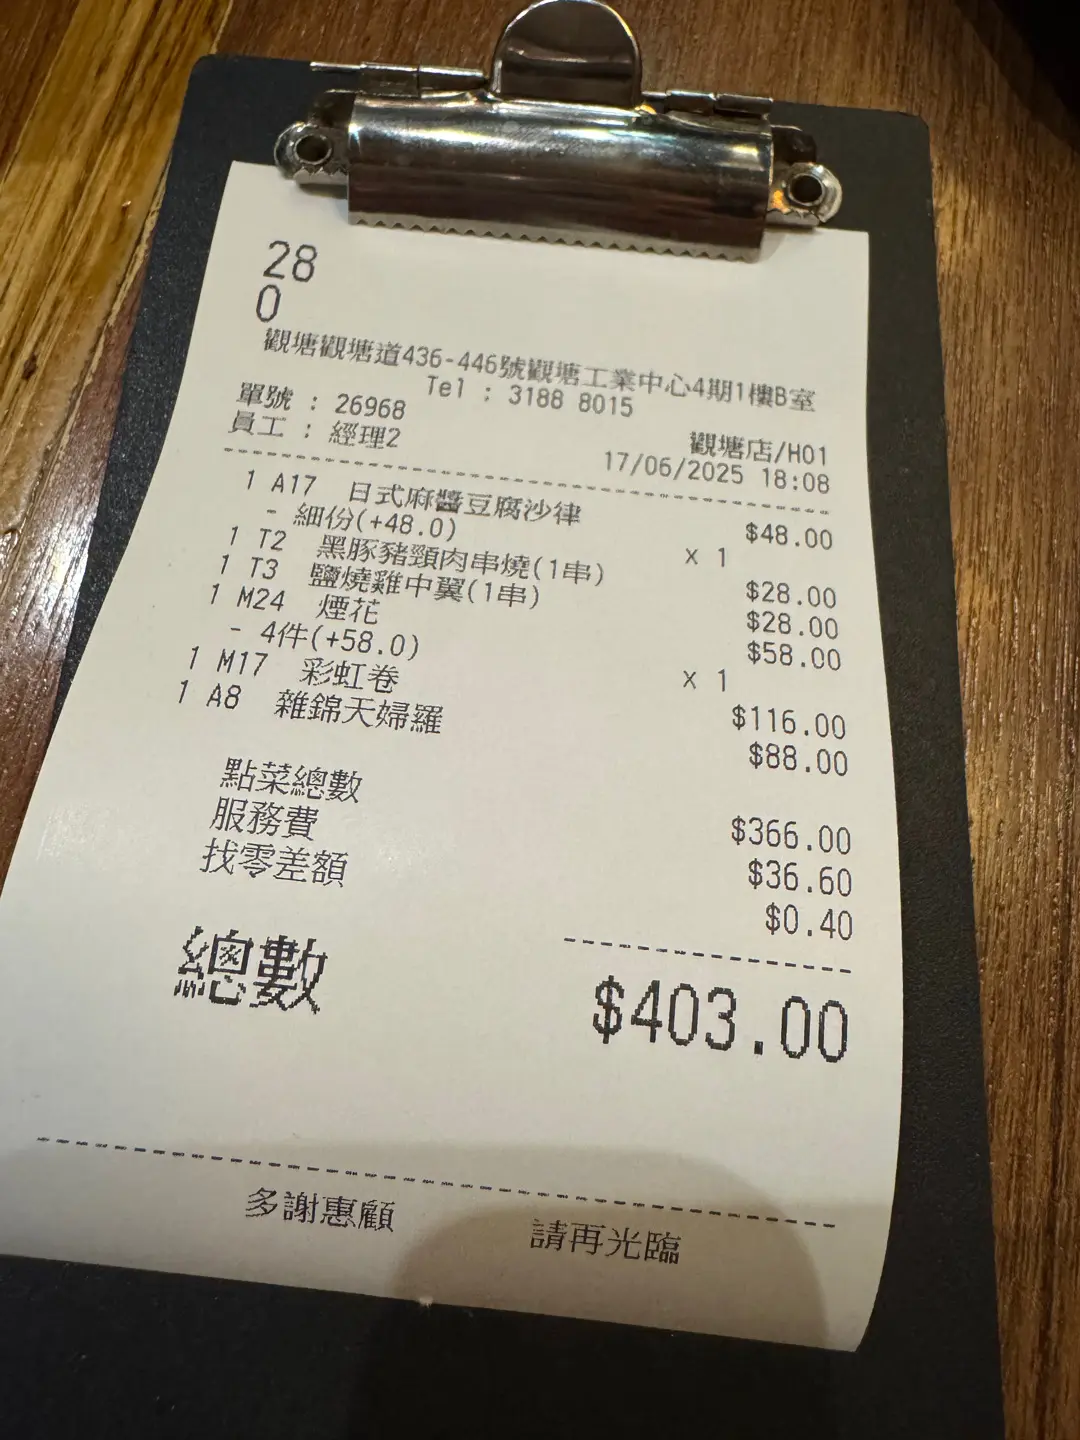 28
0
觀塘觀塘道436-446號觀塘工業中心4期1樓B室
Tel : 3188 8015
單號 : 26968 觀塘店/H01
員工 : 經理2 17/06/2025 18:08
1 A17 日式麻醬豆腐沙律 $48.00
- 細份(+48.0) x 1
1 T2 黑豚豬頸肉串燒(1串) $28.00
1 T3 鹽燒雞中翼(1串) $28.00
1 M24 煙花 $58.00
- 4件(+58.0) x 1
1 M17 彩虹卷 $116.00
1 A8 雜錦天婦羅 $88.00
點菜總數 $366.00
服務費 $36.60
找零差額 $0.40
總數 $403.00
多謝惠顧 請再光臨